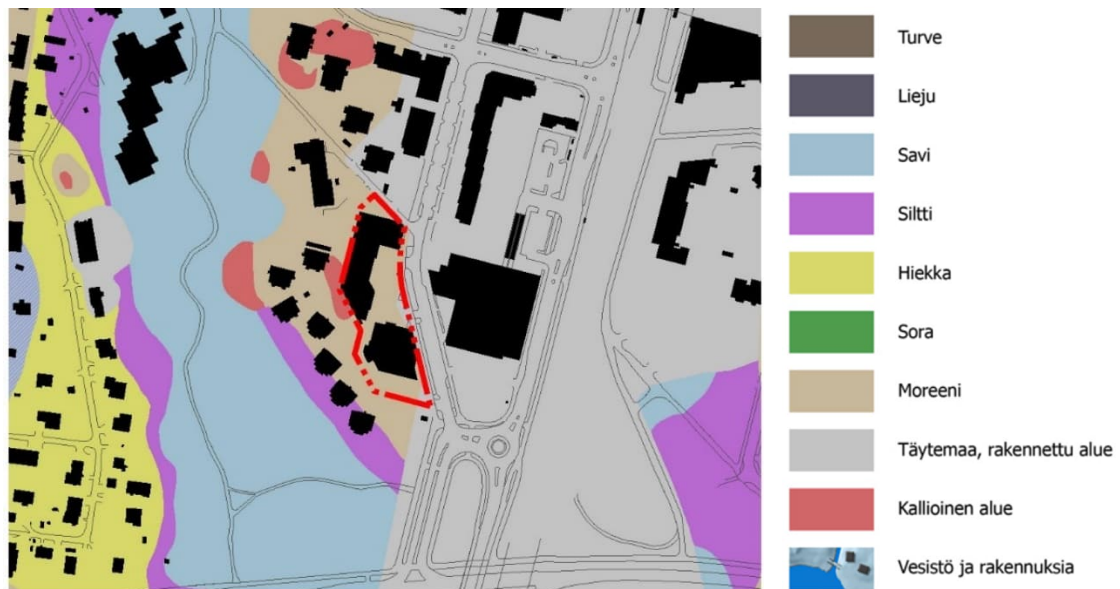 Turve
Lieju
Savi
Siltti
Hiekka
Sora
Moreeni
Täytemaa, rakennettu alue
Kallioinen alue
Vesistö ja rakennuksia